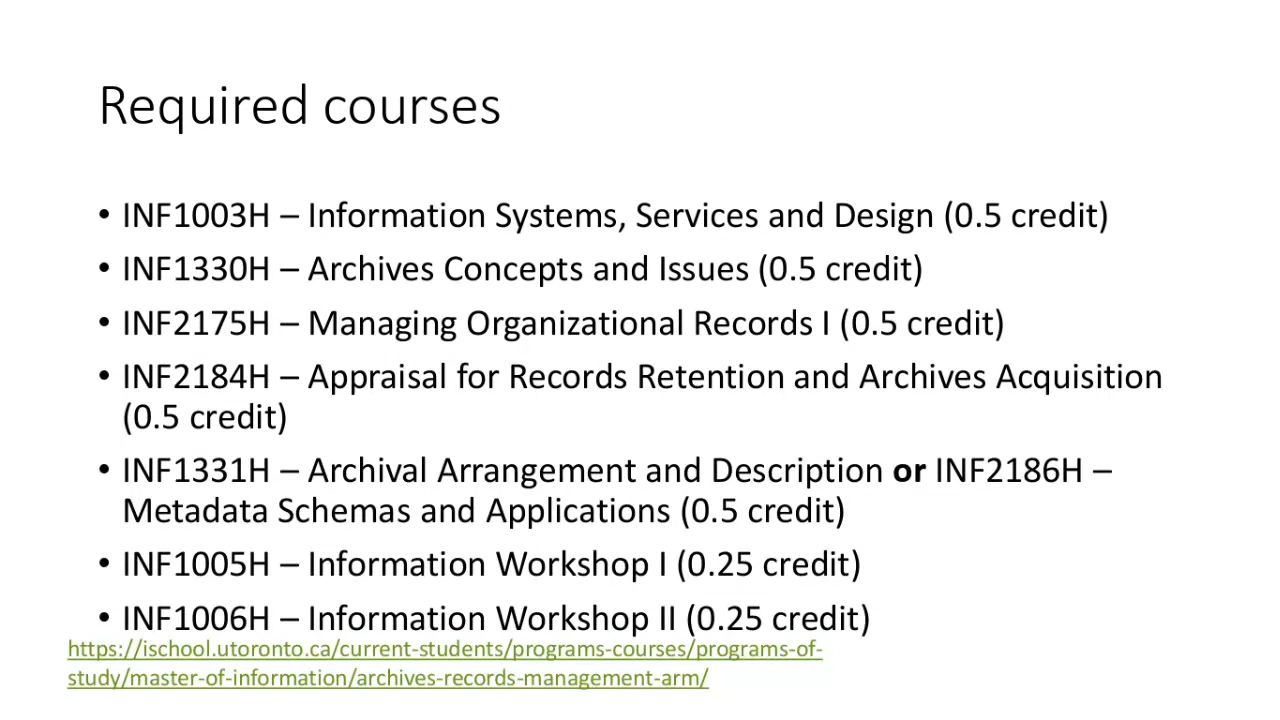 Required courses
• INF1003H – Information Systems, Services and Design (0.5 credit)
• INF1330H – Archives Concepts and Issues (0.5 credit)
• INF2175H – Managing Organizational Records I (0.5 credit)
• INF2184H – Appraisal for Records Retention and Archives Acquisition
(0.5 credit)
• INF1331H – Archival Arrangement and Description or INF2186H –
Metadata Schemas and Applications (0.5 credit)
• INF1005H – Information Workshop I (0.25 credit)
• INF1006H – Information Workshop II (0.25 credit)
https://ischool.utoronto.ca/current-students/programs-courses/programs-of-
study/master-of-information/archives-records-management-arm/